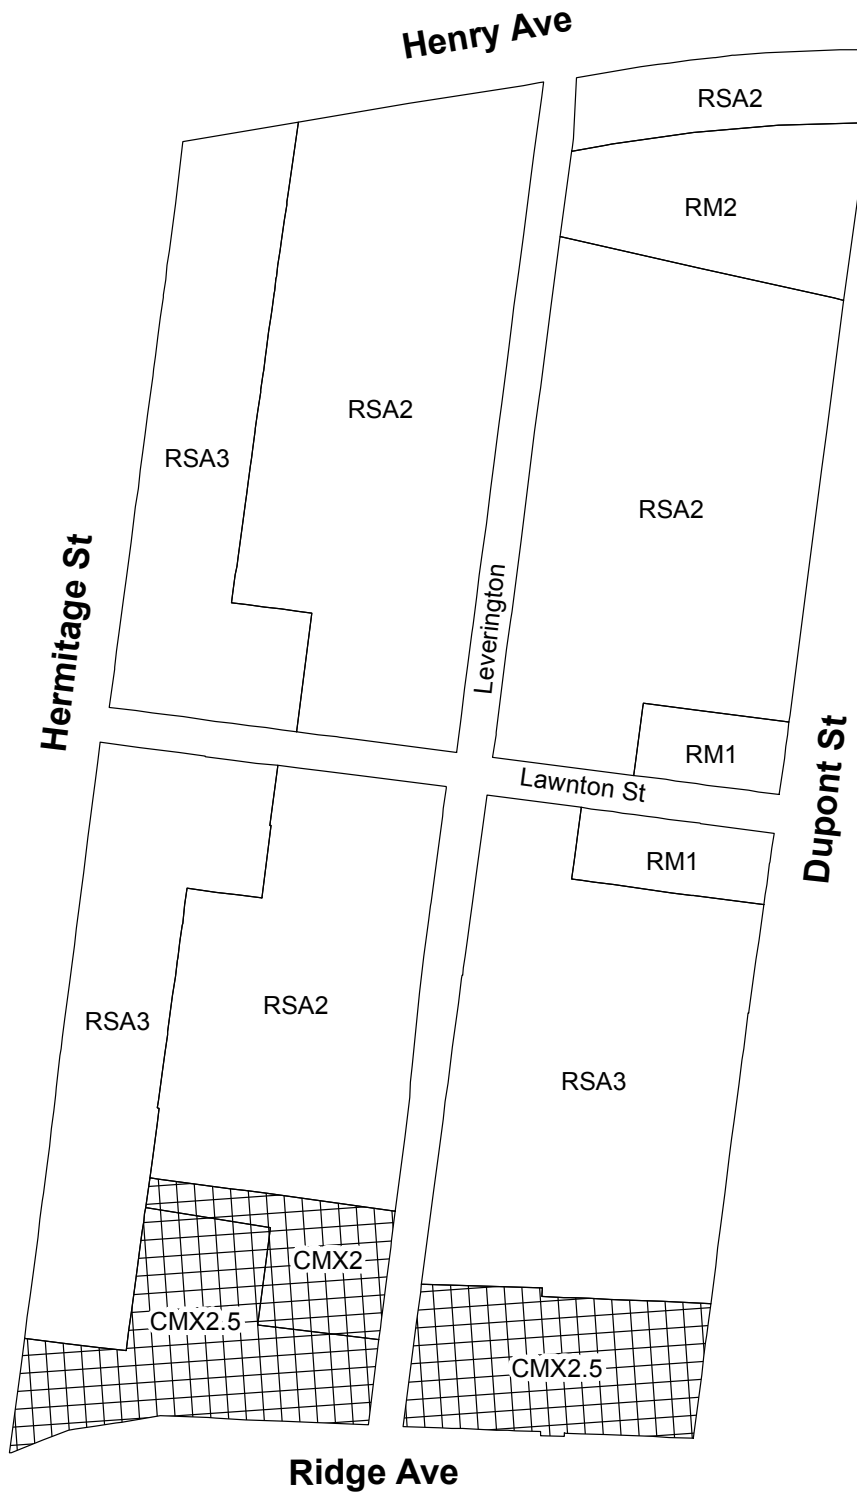 Henry Ave
RSA2
RM2
RSA2
RSA3
RSA2
Hermitage St
Leverington
RM1
Lawnton St
Dupont St
RM1
RSA2
RSA3
RSA3
CMX2
CMX2.5
CMX2.5
Ridge Ave